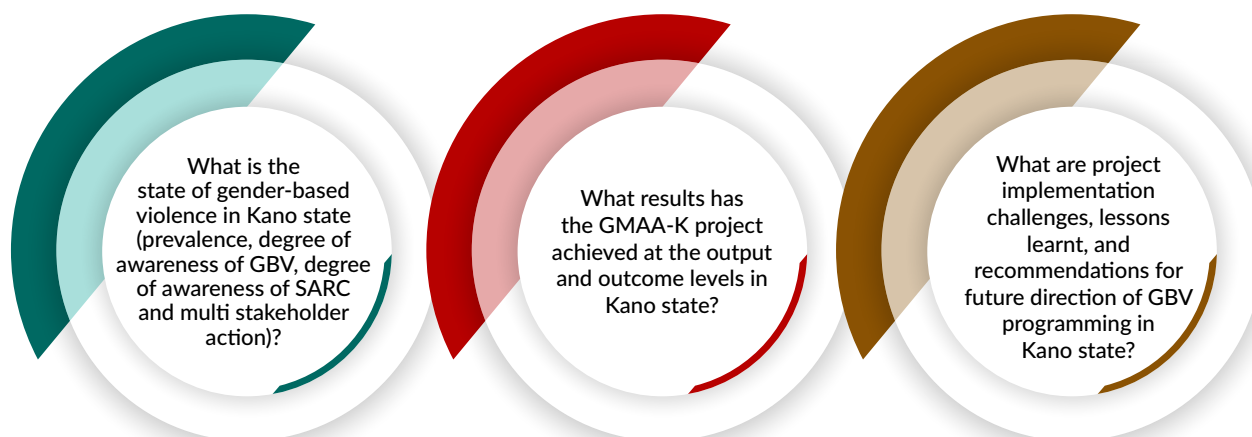 What is the
state of gender-based
violence in Kano state
(prevalence, degree of
awareness of GBV, degree
of awareness of SARC
and multi stakeholder
action)?
What results has
the GMAA-K project
achieved at the output
and outcome levels in
Kano state?
What are project
implementation
challenges, lessons
learnt, and
recommendations for
future direction of GBV
programming in
Kano state?